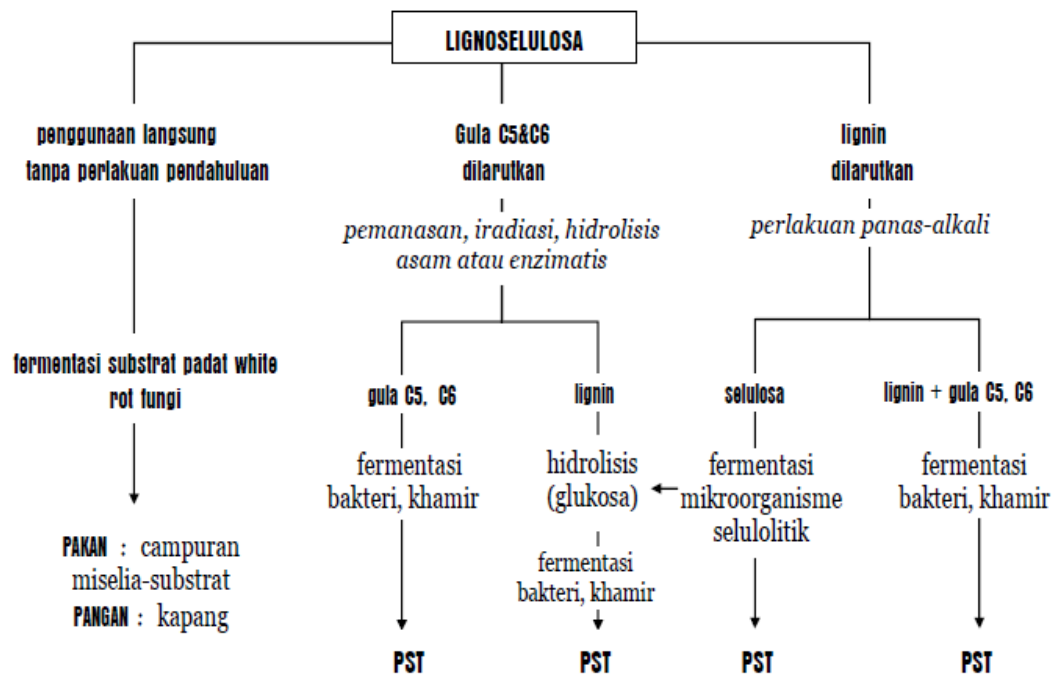 LIGNOSELULOSA
penggunaan langsung
tanpa perlakuan pendahuluan
Gula C5&C6
dilarutkan
lignin
dilarutkan
pemanasan, iradiasi, hidrolisis
asam atau enzimatis
perlakuan panas-alkali
fermentasi substrat padat white
rot fungi
gula C5, C6
lignin
selulosa
lignin + gula C5, C6
fermentasi
bakteri, khamir
hidrolisis
(glukosa)
fermentasi
mikroorganisme
selulolitik
fermentasi
bakteri, khamir
fermentasi
bakteri, khamir
PAKAN : campuran
miselia-substrat
PANGAN : kapang
PST
PST
PST
PST